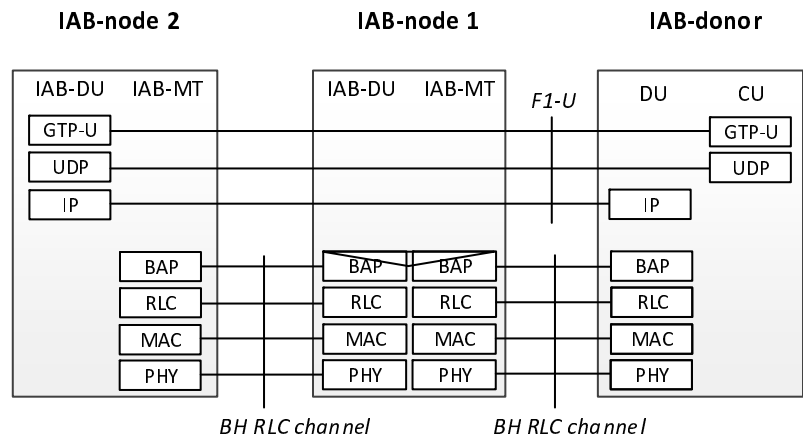 IAB-node 2 IAB-node 1 IAB-donor
IAB-DU IAB-MT IAB-DU IAB-MT F1-U DU CU
GTP-U GTP-U
UDP UDP
IP IP
BAP BAP BAP BAP
RLC RLC RLC RLC
MAC MAC MAC MAC
PHY PHY PHY PHY
BH RLC channel BH RLC channel